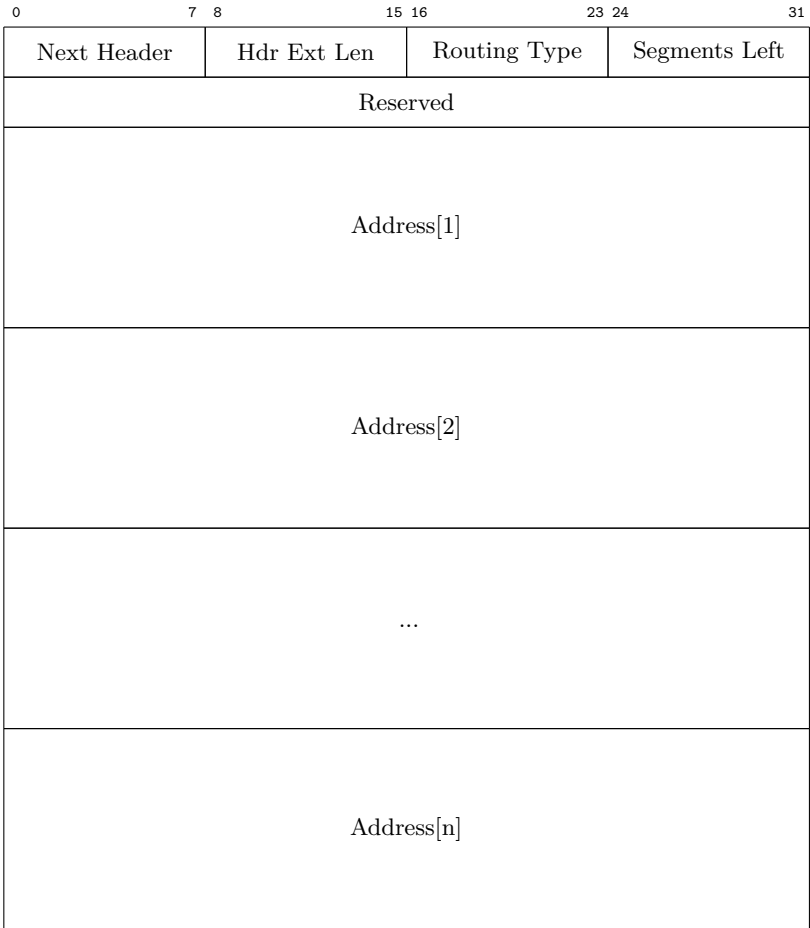 0 7 8 15 16 23 24 31
Next Header Hdr Ext Len Routing Type Segments Left
Reserved
Address[1]
Address[2]
...
Address[n]